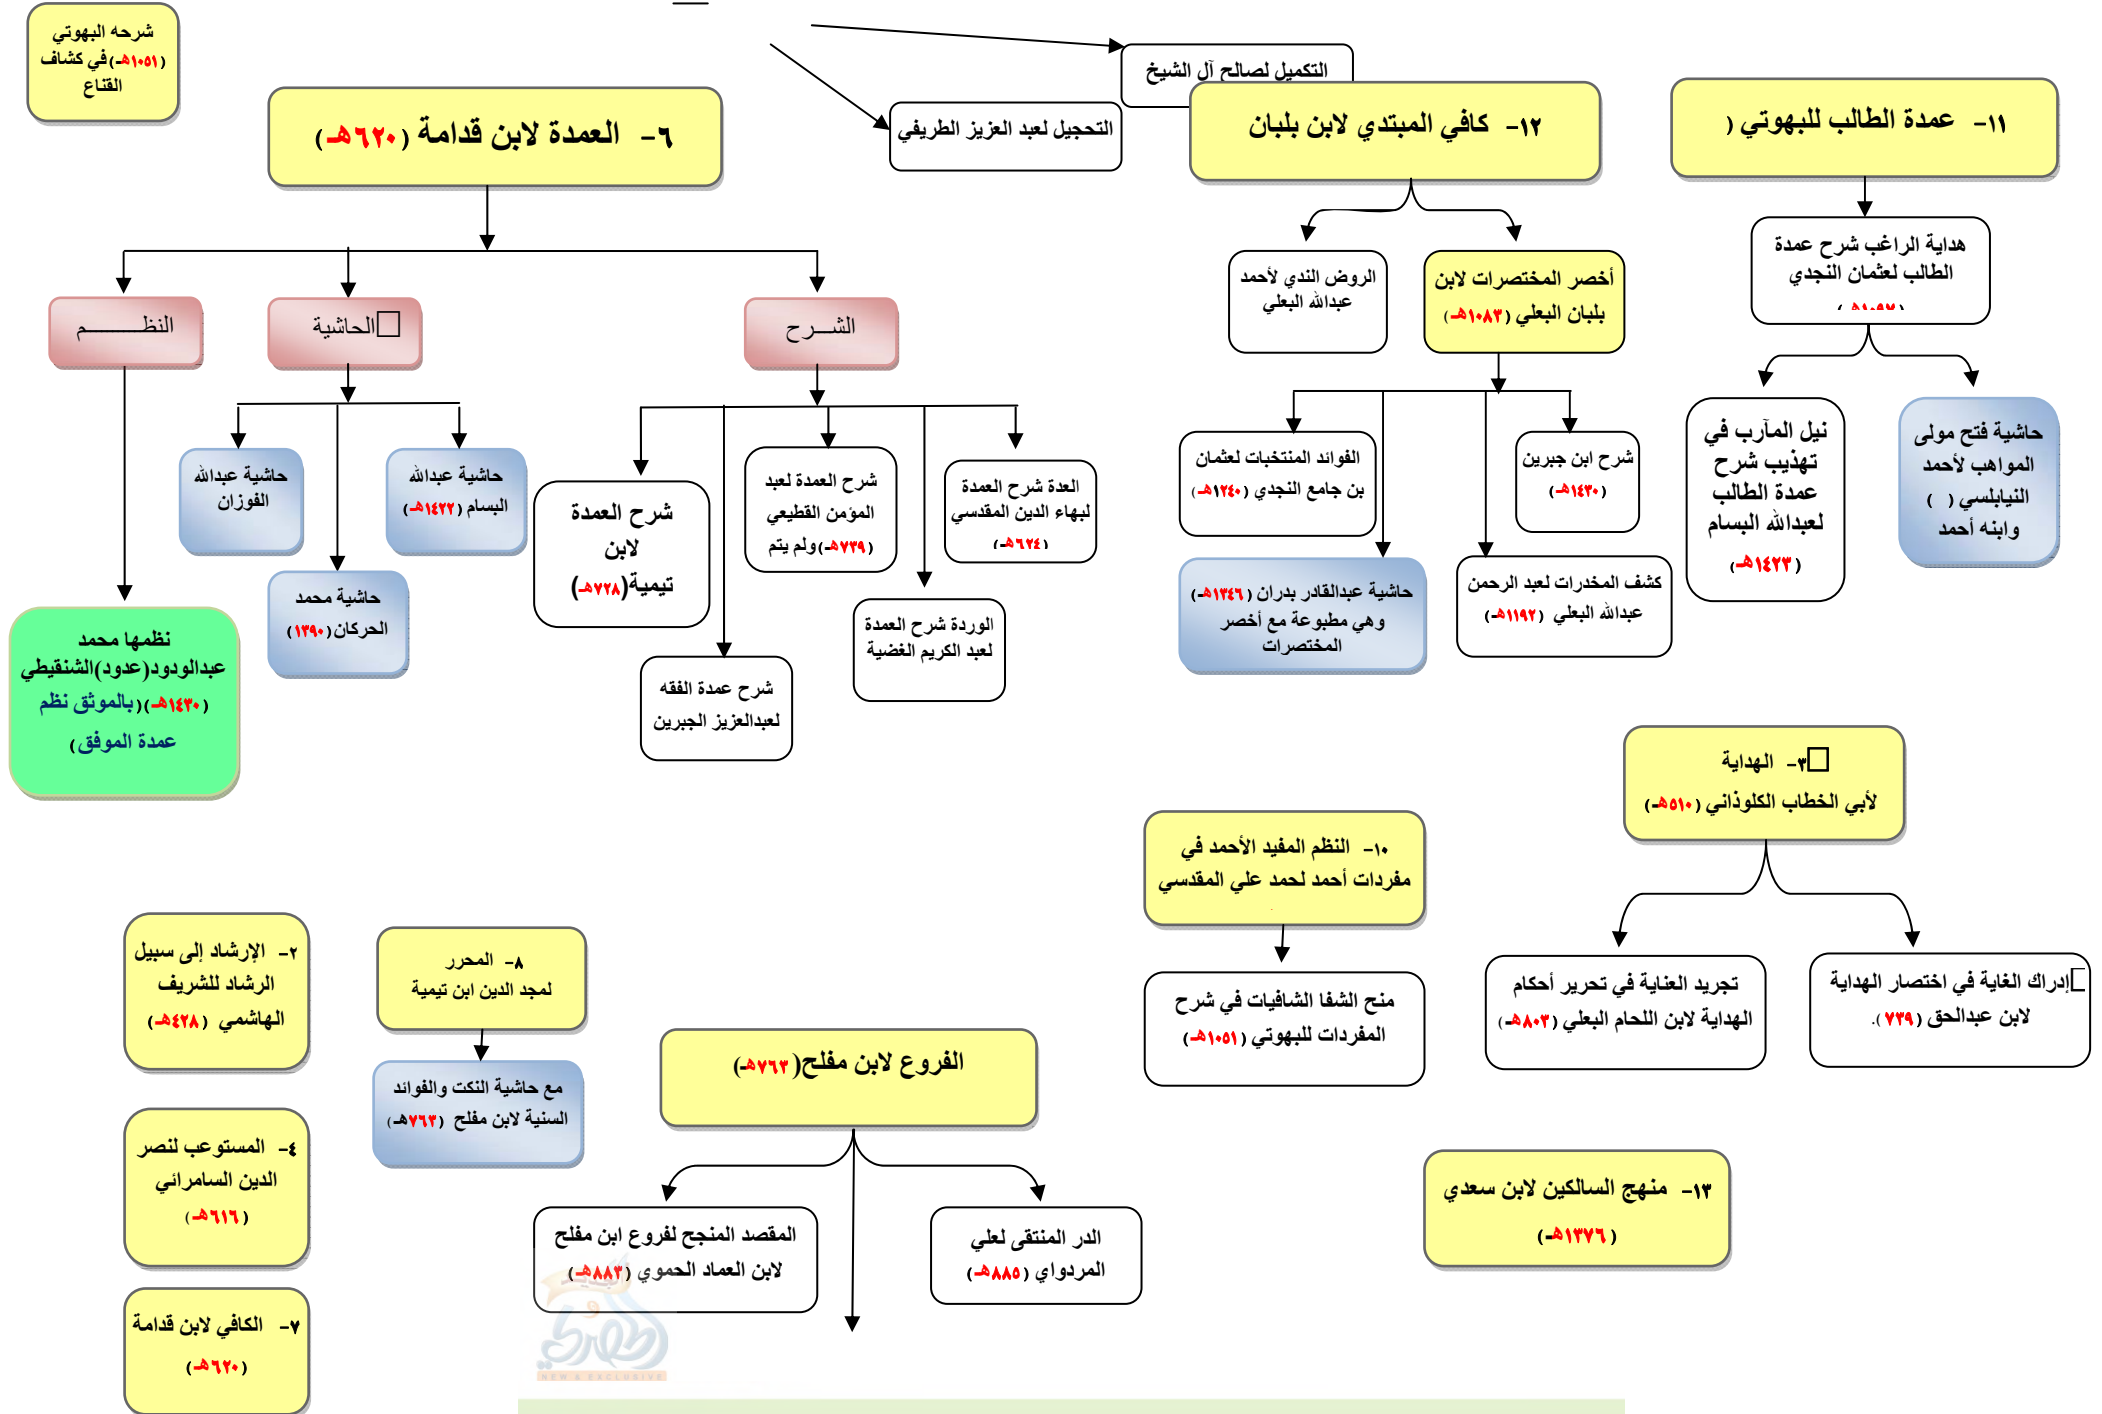 شرحه البهوتي
(١٠٥١هـ) في كشاف
القناع
التكميل لصالح آل الشيخ
التحجيل لعبد العزيز الطريفي
١١- عمدة الطالب للبهوتي (
هداية الراغب شرح عمدة
الطالب لعثمان النجدي
حاشية فتح مولى
المواهب لأحمد
النيابلسي ( )
وابنه أحمد
نيل المآرب في
تهذيب شرح
عمدة الطالب
لعبدالله البسام
(١٤٢٣هـ)
١٢- كافي المبتدي لابن بلبان
أخصر المختصرات لابن
بلبان البعلي (١٠٨٣هـ)
الروض الندي لأحمد
عبدالله البعلي
شرح ابن جبرين
(١٤٣٠هـ)
كشف المخدرات لعبد الرحمن
عبدالله البعلي (١١٩٢هـ)
حاشية عبدالقادر بدران (١٣٤٦هـ)
وهي مطبوعة مع أخصر
المختصرات
الفوائد المنتخبات لعثمان
بن جامع النجدي (١٢٤٠هـ)
٦- العمدة لابن قدامة (٦٢٠هـ)
الشـــرح
الحاشية
النظــــــــم
العدة شرح العمدة
لبهاء الدين المقدسي
(٦٢٤هـ)
الوردة شرح العمدة
لعبد الكريم الغضية
شرح العمدة لعبد
المؤمن القطيعي
(٧٣٩هـ) ولم يتم
شرح عمدة الفقه
لعبدالعزيز الجبرين
شرح العمدة
لابن
تيمية(٧٢٨هـ)
حاشية عبدالله
البسام (١٤٢٢هـ)
حاشية محمد
الحركان(١٣٩٠)
حاشية عبدالله
الفوزان
نظمها محمد
عبدالودود(عدود)الشنقيطي
(١٤٣٠هـ)(بالموثق نظم
عمدة الموفق)
٣- الهداية
لأبي الخطاب الكلوذاني (٥١٠هـ)
إدراك الغاية في اختصار الهداية
لابن عبدالحق (٧٣٩).
تجريد العناية في تحرير أحكام
الهداية لابن اللحام البعلي (٨٠٣هـ)
١٠- النظم المفيد الأحمد في
مفردات أحمد لحمد علي المقدسي
منح الشفا الشافيات في شرح
المفردات للبهوتي (١٠٥١هـ)
٢- الإرشاد إلى سبيل
الرشاد للشريف
الهاشمي (٤٢٨هـ)
٨- المحرر
لمجد الدين ابن تيمية
مع حاشية النكت والفوائد
السنية لابن مفلح (٧٦٣هـ)
الفروع لابن مفلح(٧٦٣هـ)
الدر المنتقى لعلي
المردواي (٨٨٥هـ)
المقصد المنجح لفروع ابن مفلح
لابن العماد الحموي (٨٨٣هـ)
٤- المستوعب لنصر
الدين السامرائي
(٦١٦هـ)
٧- الكافي لابن قدامة
(٦٢٠هـ)
١٣- منهج السالكين لابن سعدي
(١٣٧٦هـ)
NEW & EXCLUSIVE